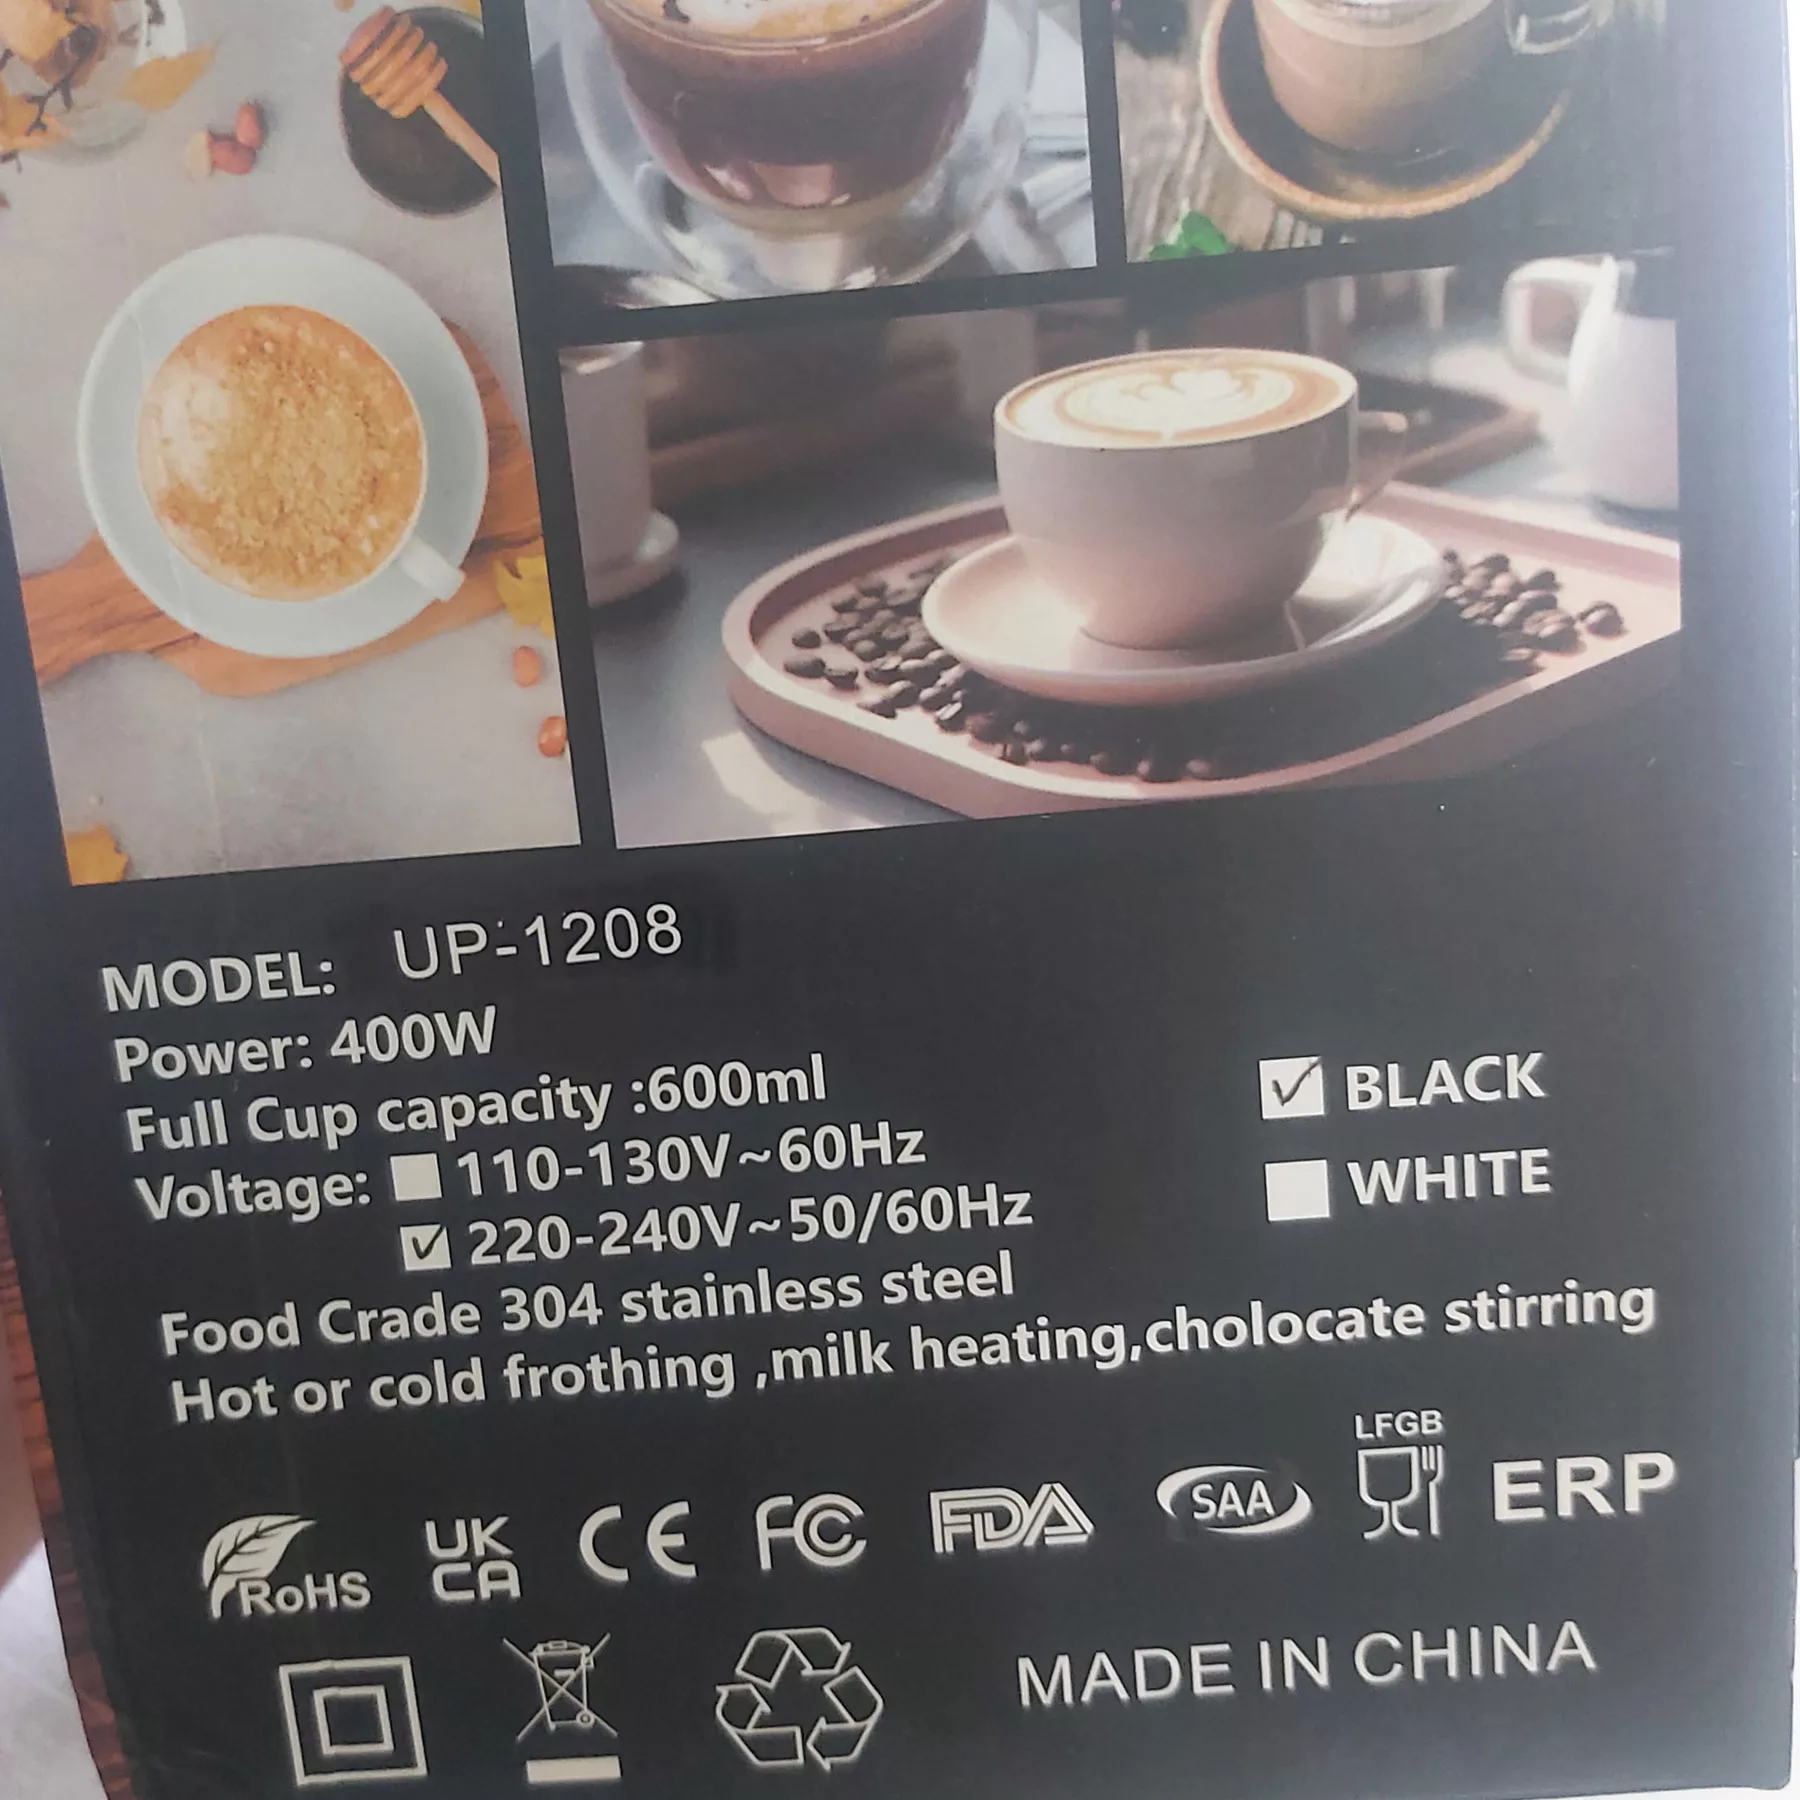 MODEL: UP-1208
Power: 400W
Full Cup capacity :600ml
Voltage: 110-130V~60Hz
220-240V~50/60Hz
BLACK
WHITE
Food Crade 304 stainless steel
Hot or cold frothing ,milk heating,cholocate stirring
RoHS
UK
CA
CE
FC
FDA
SAA
LFGB
ERP
MADE IN CHINA